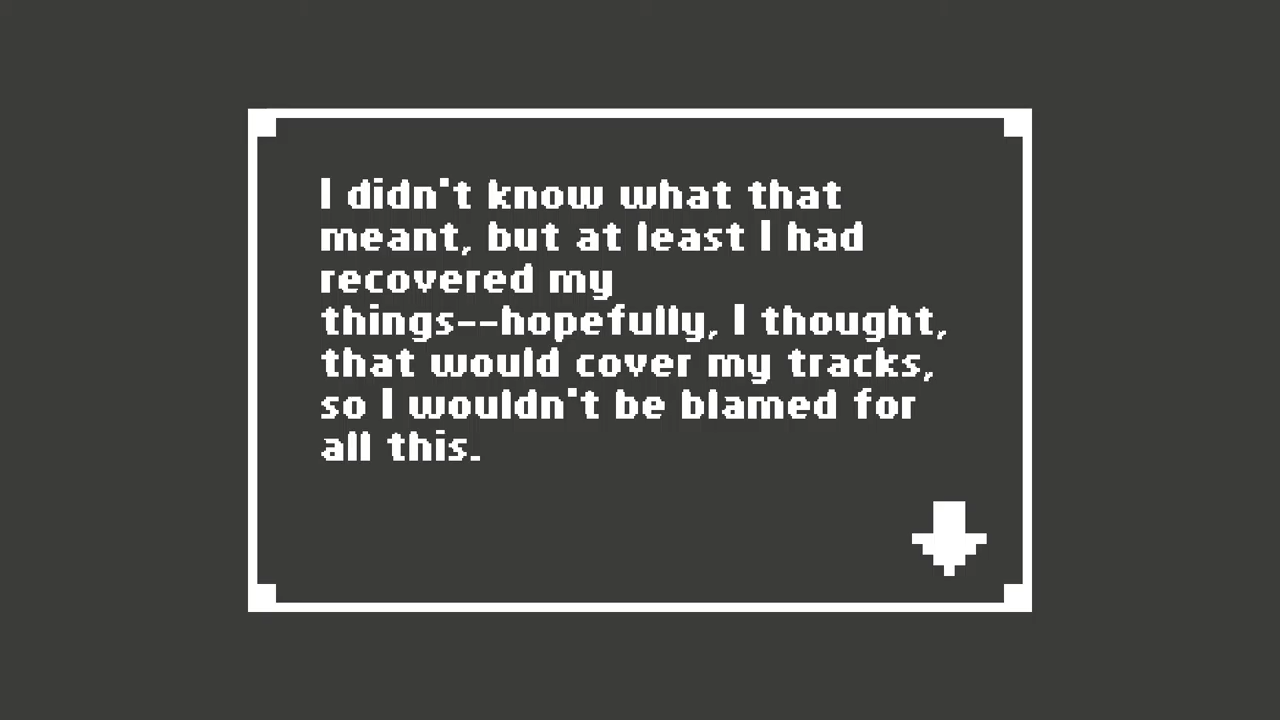 I didn't know what that
meant, but at least I had
recovered my
things--hopefully, I thought,
that would cover my tracks,
so I wouldn't be blamed for
all this.